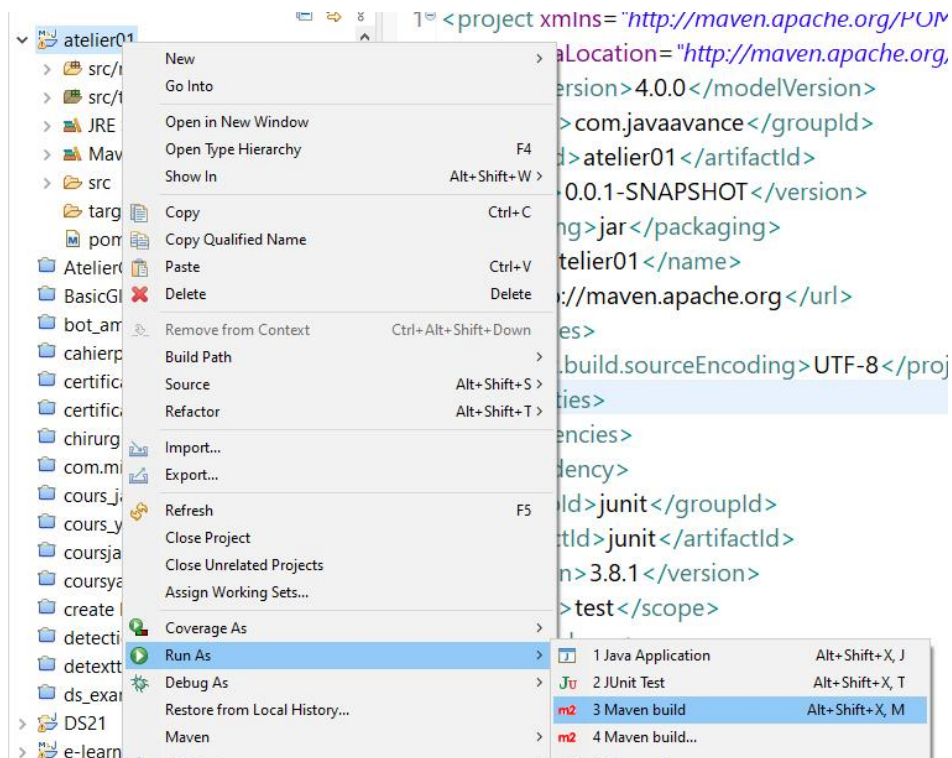 atelier01
src/
src/t
JRE
Mav
src
targ
pom
Atelier
BasicGl
bot_am
cahierp
certifica
certifica
chirurg
com.mi
cours_j
cours_y
coursja
coursya
create
detecti
detextt
ds_exar
DS21
e-learn
New
Go Into
Open in New Window
Open Type Hierarchy F4
Show In Alt+Shift+W >
Copy Ctrl+C
Copy Qualified Name
Paste Ctrl+V
Delete Delete
Remove from Context Ctrl+Alt+Shift+Down
Build Path >
Source Alt+Shift+S >
Refactor Alt+Shift+T >
Import...
Export...
Refresh F5
Close Project
Close Unrelated Projects
Assign Working Sets...
Coverage As >
Run As >
Debug As >
Restore from Local History...
Maven >
1 Java Application Alt+Shift+X, J
2 JUnit Test Alt+Shift+X, T
3 Maven build Alt+Shift+X, M
4 Maven build...
1 <project xmlns="http://maven.apache.org/POM
aLocation="http://maven.apache.org/
ersion>4.0.0</modelVersion>
>com.javaavance</groupId>
d>atelier01</artifactId>
0.0.1-SNAPSHOT</version>
ng>jar</packaging>
telier01</name>
://maven.apache.org</url>
es>
.build.sourceEncoding>UTF-8</proj
ties>
encies>
dency>
Id>junit</groupId>
ctId>junit</artifactId>
n>3.8.1</version>
>test</scope>